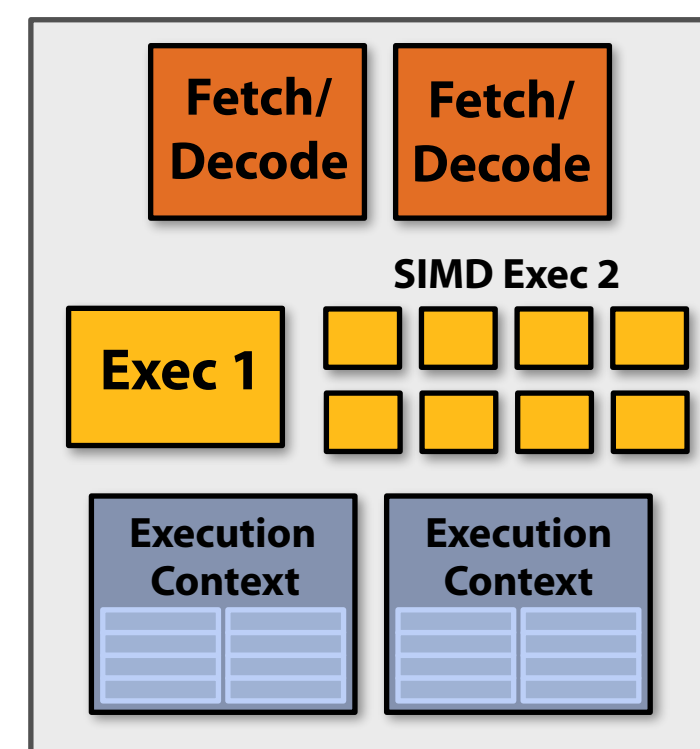 Fetch/
Decode
Fetch/
Decode
SIMD Exec 2
Exec 1
Execution
Context
Execution
Context